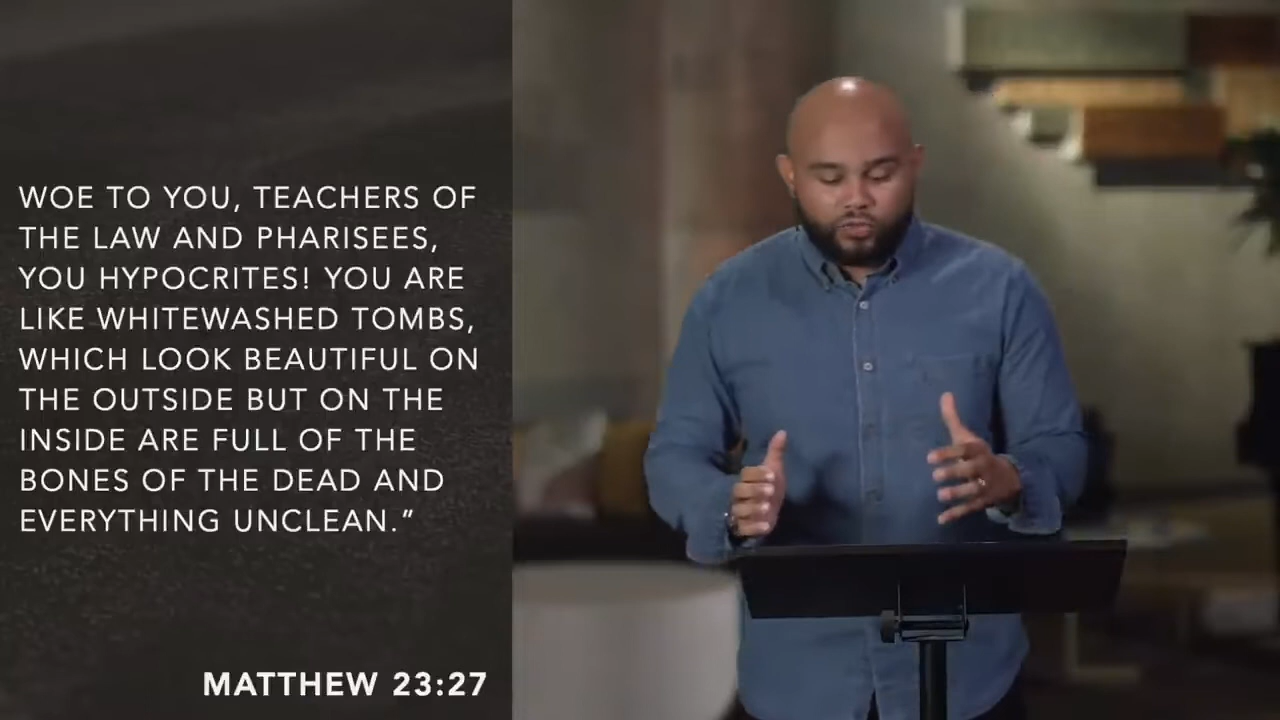 WOE TO YOU, TEACHERS OF
THE LAW AND PHARISEES,
YOU HYPOCRITES! YOU ARE
LIKE WHITEWASHED TOMBS,
WHICH LOOK BEAUTIFUL ON
THE OUTSIDE BUT ON THE
INSIDE ARE FULL OF THE
BONES OF THE DEAD AND
EVERYTHING UNCLEAN.”
MATTHEW 23:27